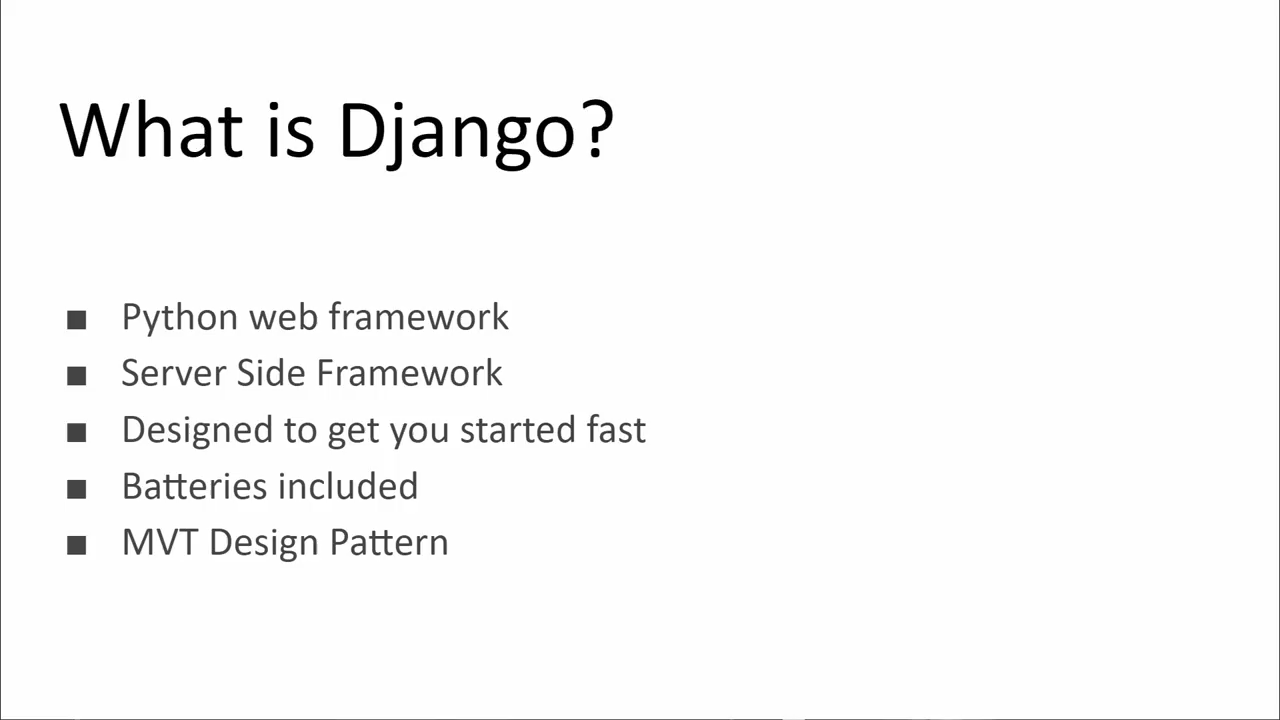 What is Django?
▪ Python web framework
▪ Server Side Framework
▪ Designed to get you started fast
▪ Batteries included
▪ MVT Design Pattern